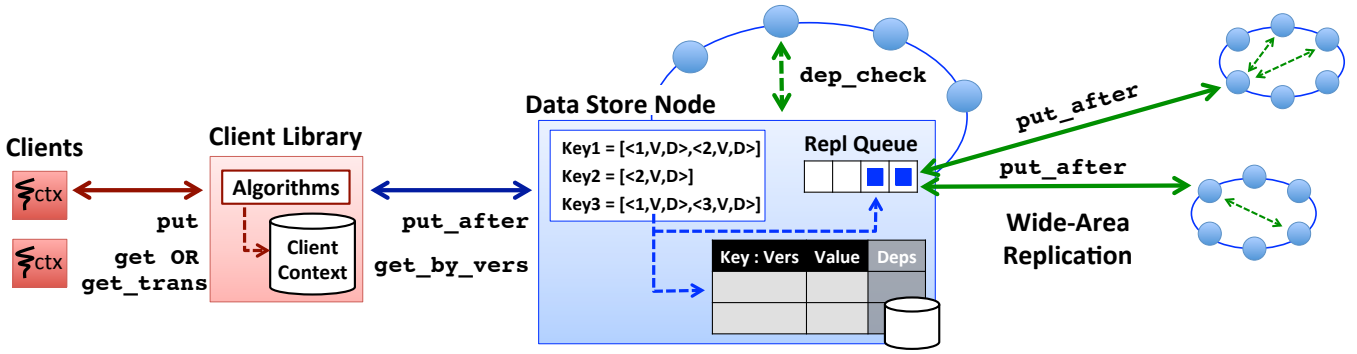 Clients
ctx
ctx
put
get OR
get_trans
Client Library
Algorithms
Client
Context
put_after
get_by_vers
Data Store Node
Key1 = [<1,V,D>,<2,V,D>]
Key2 = [<2,V,D>]
Key3 = [<1,V,D>,<3,V,D>]
dep_check
Repl Queue
Key : Vers Value Deps
put_after
put_after
Wide-Area
Replication